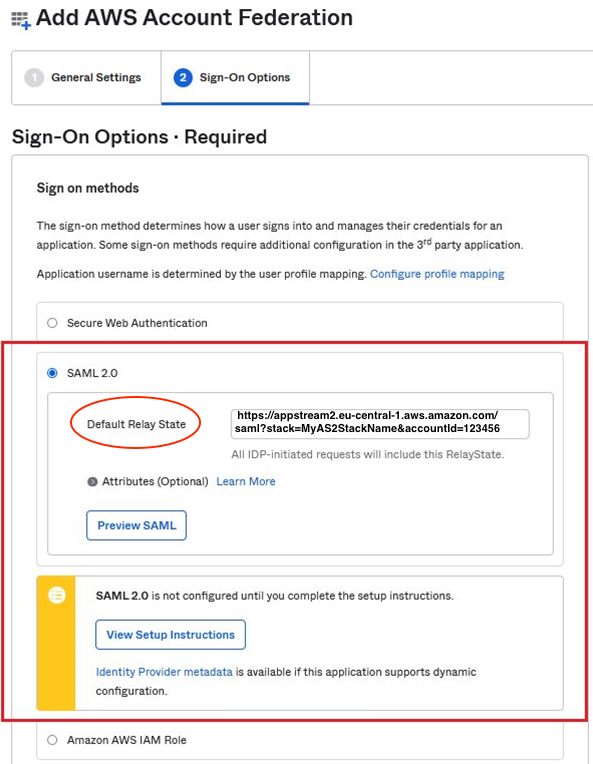 Add AWS Account Federation
1 General Settings
2 Sign-On Options
Sign-On Options · Required
Sign on methods
The sign-on method determines how a user signs into and manages their credentials for an
application. Some sign-on methods require additional configuration in the 3rd party application.
Application username is determined by the user profile mapping. Configure profile mapping
Secure Web Authentication
SAML 2.0
Default Relay State
https://appstream2.eu-central-1.aws.amazon.com/
saml?stack=MyAS2StackName&accountId=123456
All IDP-initiated requests will include this RelayState.
Attributes (Optional) Learn More
Preview SAML
SAML 2.0 is not configured until you complete the setup instructions.
View Setup Instructions
Identity Provider metadata is available if this application supports dynamic
configuration.
Amazon AWS IAM Role